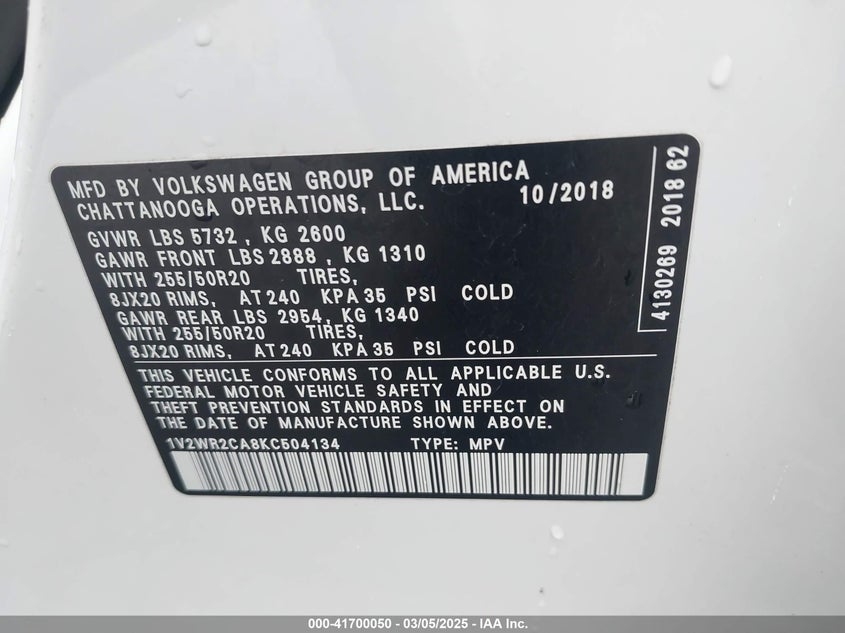 MFD BY VOLKSWAGEN GROUP OF AMERICA
CHATTANOOGA OPERATIONS, LLC. 10/2018
GVWR LBS 5732 , KG 2600
GAWR FRONT LBS 2888 , KG 1310
WITH 255/50R20 TIRES,
8JX20 RIMS, AT 240 KPA 35 PSI COLD
GAWR REAR LBS 2954, KG 1340
WITH 255/50R20 TIRES,
8JX20 RIMS, AT 240 KPA 35 PSI COLD
THIS VEHICLE CONFORMS TO ALL APPLICABLE U.S.
FEDERAL MOTOR VEHICLE SAFETY AND
THEFT PREVENTION STANDARDS IN EFFECT ON
THE DATE OF MANUFACTURE SHOWN ABOVE.
1V2WR2CA8KC504134 TYPE: MPV
4130269 2018 62
000-41700050 - 03/05/2025 - IAA Inc.